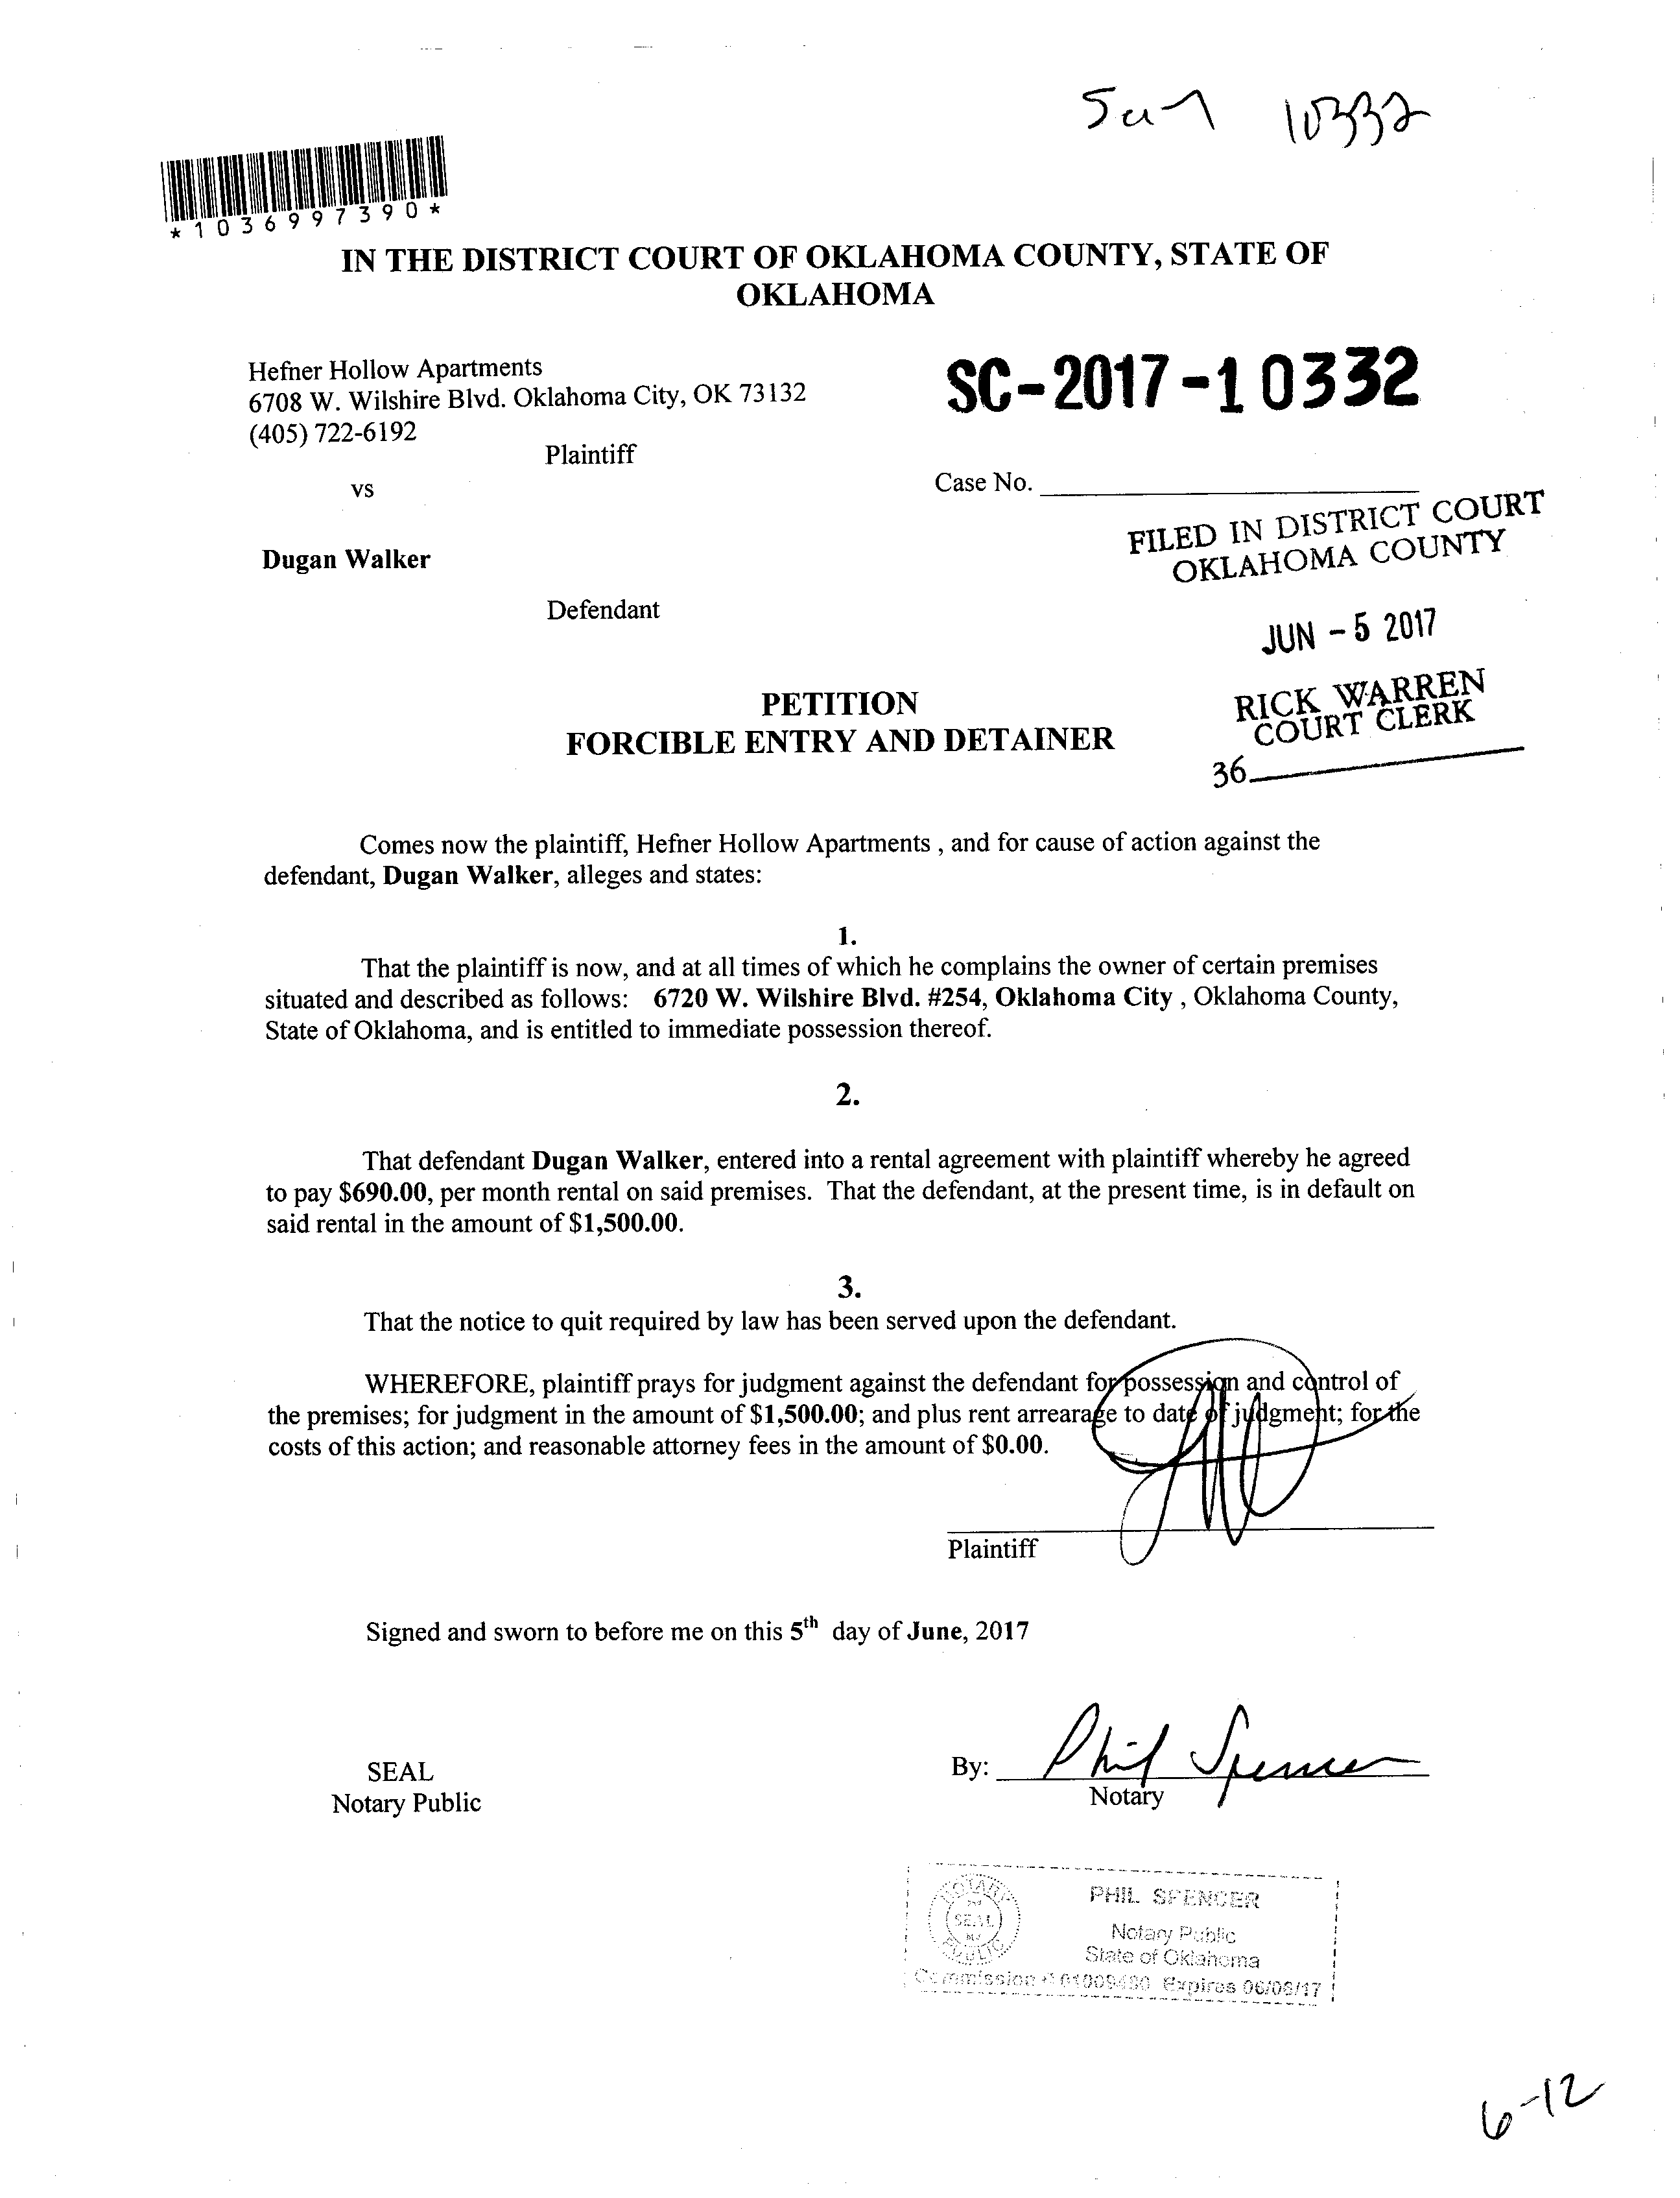 10332
*1036997390*
IN THE DISTRICT COURT OF OKLAHOMA COUNTY, STATE OF
OKLAHOMA
Hefner Hollow Apartments
6708 W. Wilshire Blvd. Oklahoma City, OK 73132
(405) 722-6192
Plaintiff
vs
SC-2017-10332
Case No.
Dugan Walker
Defendant
FILED IN DISTRICT COURT
OKLAHOMA COUNTY
JUN - 5 2017
RICK WARREN
COURT CLERK
36
PETITION
FORCIBLE ENTRY AND DETAINER
Comes now the plaintiff, Hefner Hollow Apartments , and for cause of action against the
defendant, Dugan Walker, alleges and states:
1.
That the plaintiff is now, and at all times of which he complains the owner of certain premises
situated and described as follows: 6720 W. Wilshire Blvd. #254, Oklahoma City , Oklahoma County,
State of Oklahoma, and is entitled to immediate possession thereof.
2.
That defendant Dugan Walker, entered into a rental agreement with plaintiff whereby he agreed
to pay $690.00, per month rental on said premises. That the defendant, at the present time, is in default on
said rental in the amount of $1,500.00.
3.
That the notice to quit required by law has been served upon the defendant.
WHEREFORE, plaintiff prays for judgment against the defendant for possession and control of
the premises; for judgment in the amount of $1,500.00; and plus rent arrearage to date of judgment; for the
costs of this action; and reasonable attorney fees in the amount of $0.00.
Plaintiff
Signed and sworn to before me on this 5th day of June, 2017
SEAL
Notary Public
By: Phil Spencer
Notary
NOTARY
SEAL
PUBLIC
PHIL SPENCER
Notary Public
State of Oklahoma
Commission # Expires 06/06/17
6-12